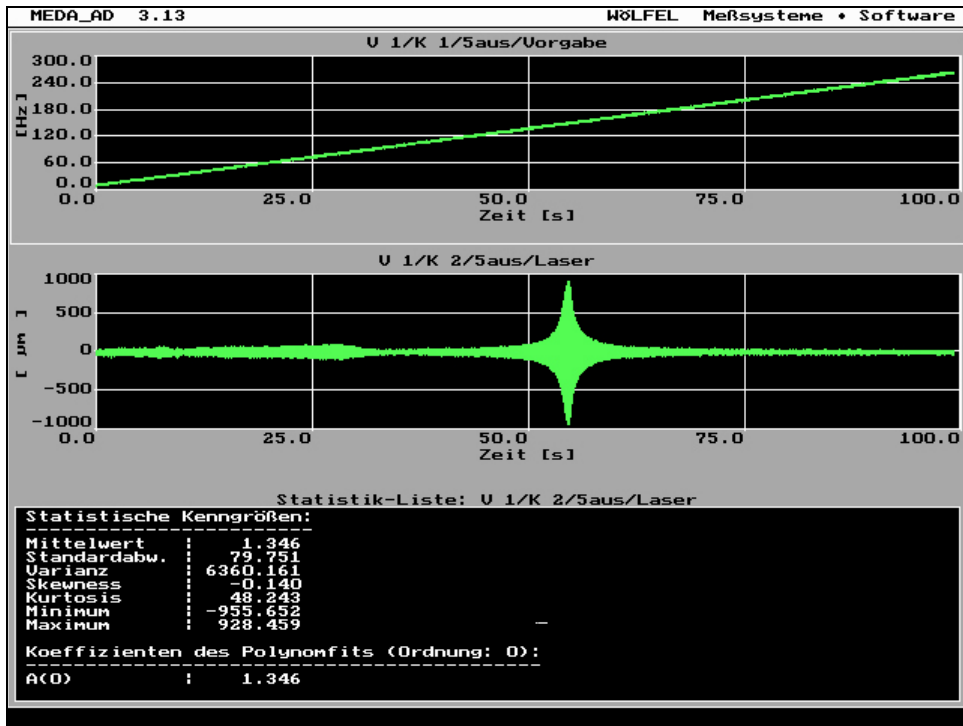 MEDA_AD 3.13 WÖLFEL Meßsysteme • Software
V 1/K 1/5aus/Vorgabe
300.0
240.0
180.0
120.0
60.0
0.0
[Hz]
0.0 25.0 50.0 75.0 100.0
Zeit [s]
V 1/K 2/5aus/Laser
1000
500
0
-500
-1000
[ µm ]
0.0 25.0 50.0 75.0 100.0
Zeit [s]
Statistik-Liste: V 1/K 2/5aus/Laser
Statistische Kenngrößen:
--------------------------
Mittelwert ¦ 1.346
Standardabw. ¦ 79.751
Varianz ¦ 6360.161
Skewness ¦ -0.140
Kurtosis ¦ 48.243
Minimum ¦ -955.652
Maximum ¦ 928.459
Koeffizienten des Polynomfits (Ordnung: 0):
-----------------------------------------------
A(0) ¦ 1.346